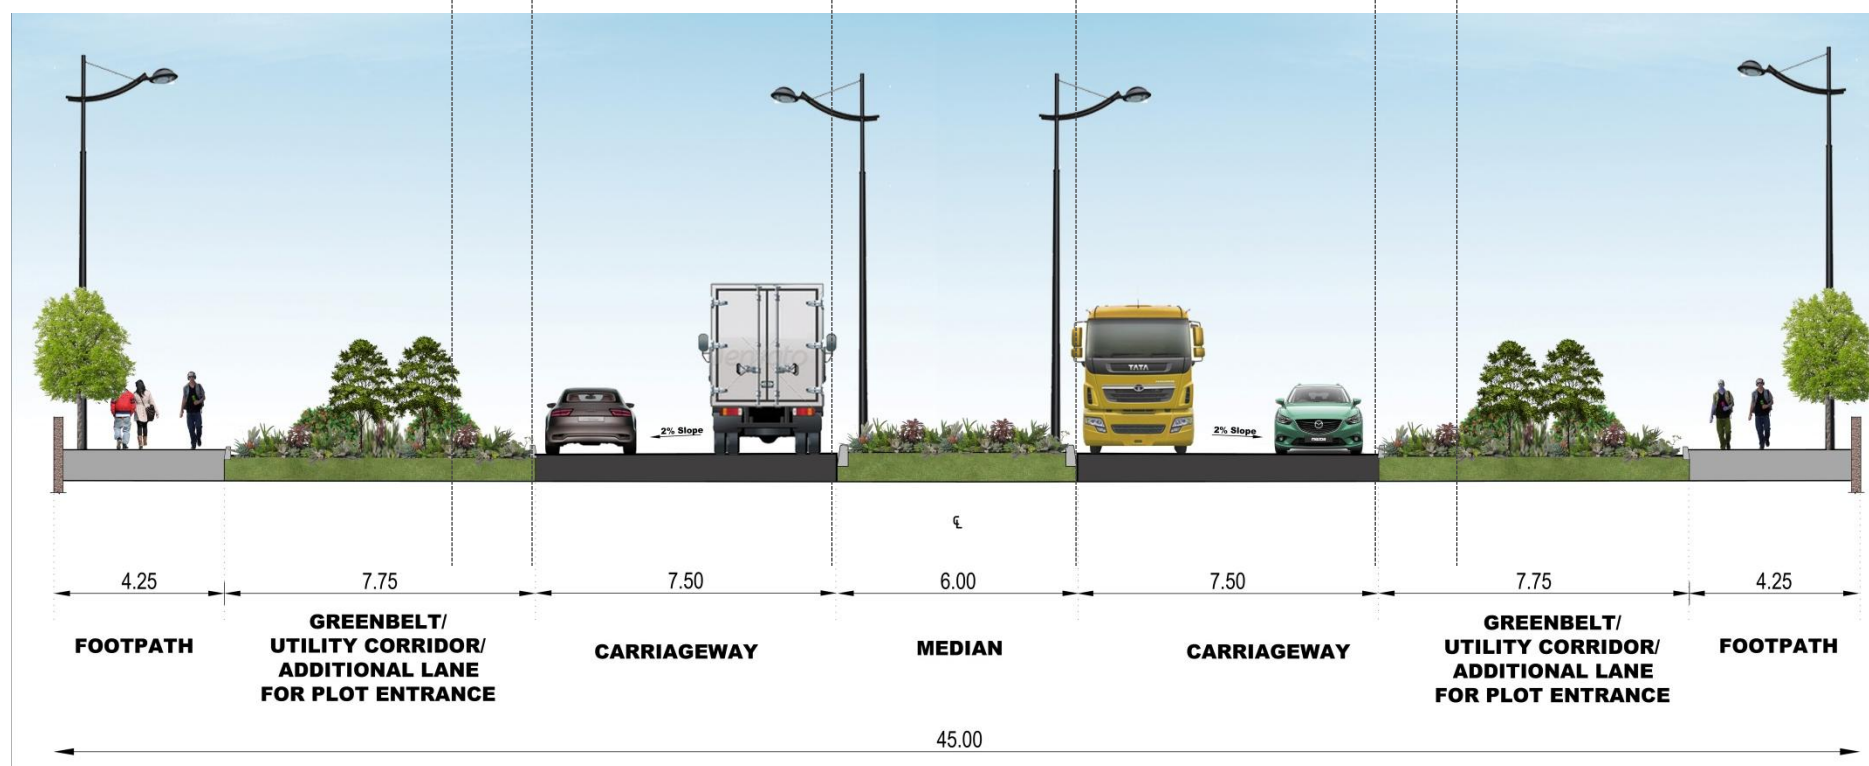 2% Slope
TATA
2% Slope
℄
4.25
7.75
7.50
6.00
7.50
7.75
4.25
FOOTPATH
GREENBELT/
UTILITY CORRIDOR/
ADDITIONAL LANE
FOR PLOT ENTRANCE
CARRIAGEWAY
MEDIAN
CARRIAGEWAY
GREENBELT/
UTILITY CORRIDOR/
ADDITIONAL LANE
FOR PLOT ENTRANCE
FOOTPATH
45.00